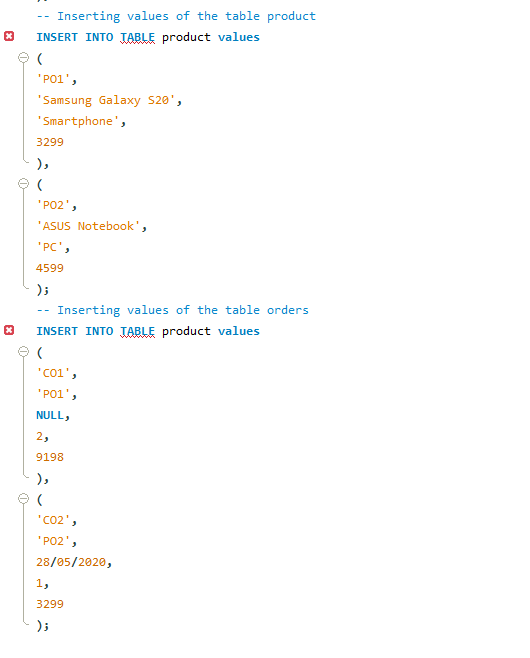 -- Inserting values of the table product
INSERT INTO TABLE product values
(
'PO1',
'Samsung Galaxy S20',
'Smartphone',
3299
),
(
'PO2',
'ASUS Notebook',
'PC',
4599
);
-- Inserting values of the table orders
INSERT INTO TABLE product values
(
'CO1',
'PO1',
NULL,
2,
9198
),
(
'CO2',
'PO2',
28/05/2020,
1,
3299
);